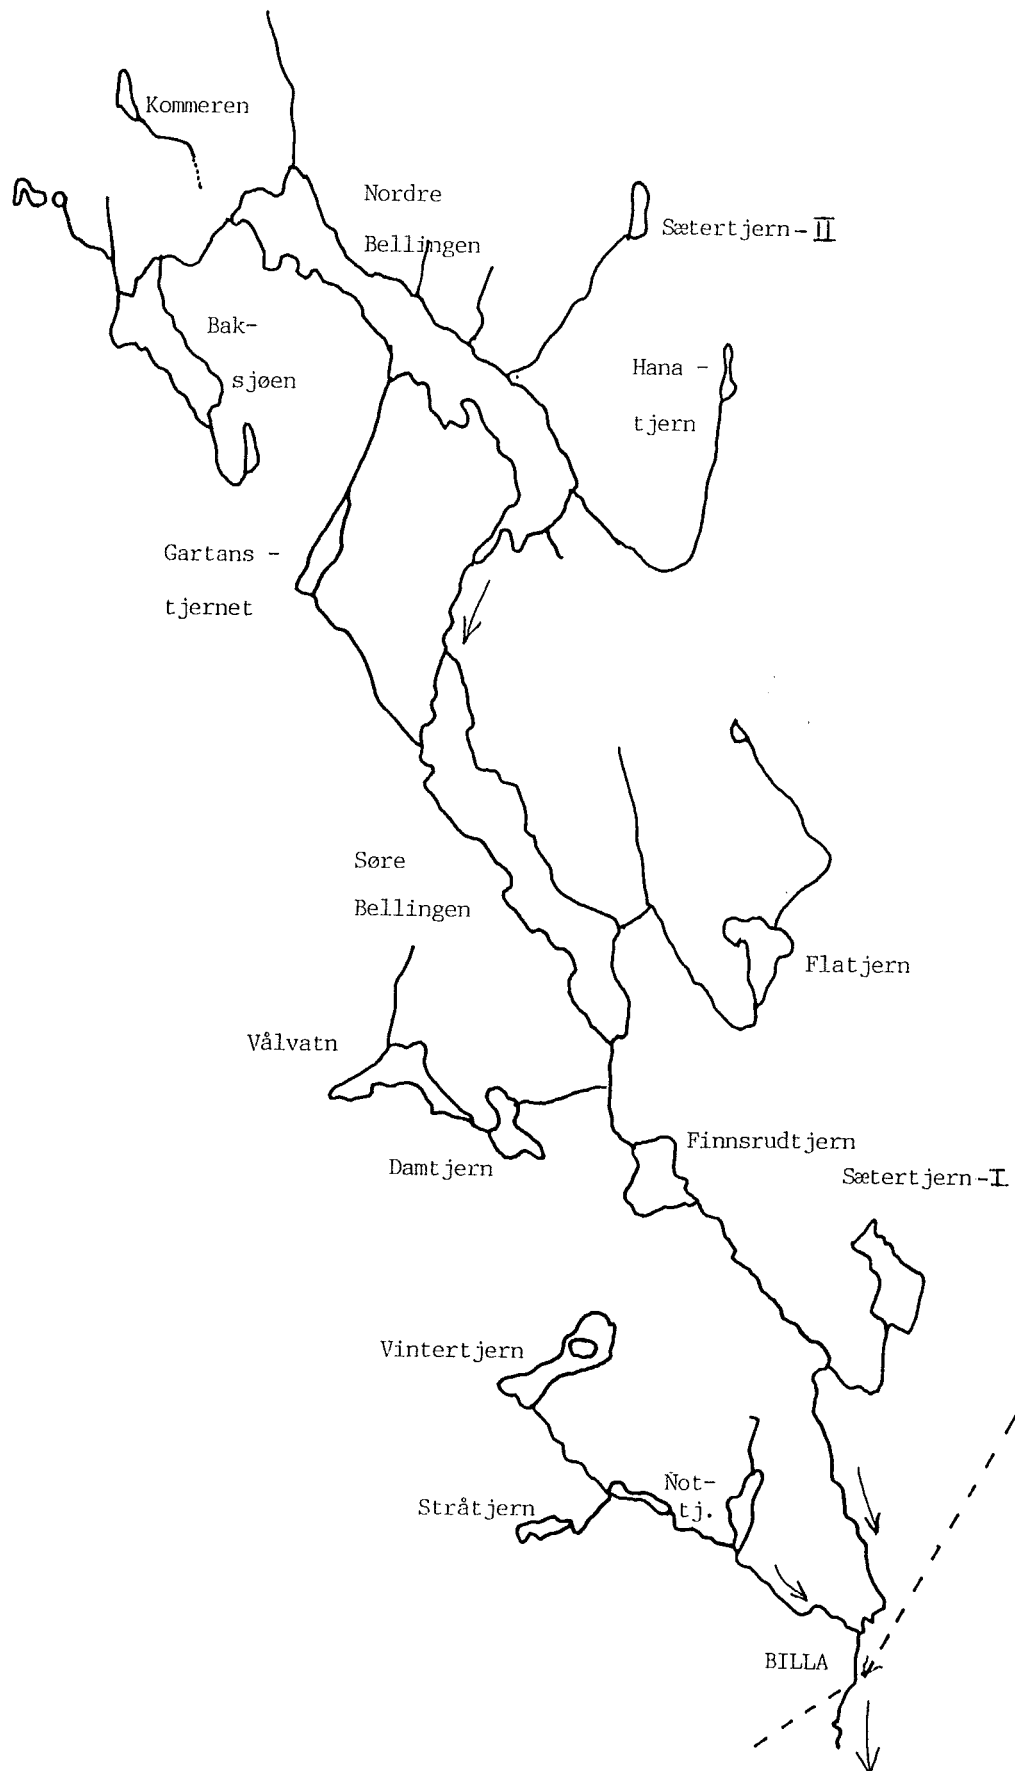 Kommeren
Nordre
Bellingen
Sætertjern-II
Bak-
sjøen
Hana -
tjern
Gartans -
tjernet
Søre
Bellingen
Flatjern
Vålvatn
Damtjern
Finnsrudtjern
Sætertjern-I
Vintertjern
Not-
tj.
Stråtjern
BILLA